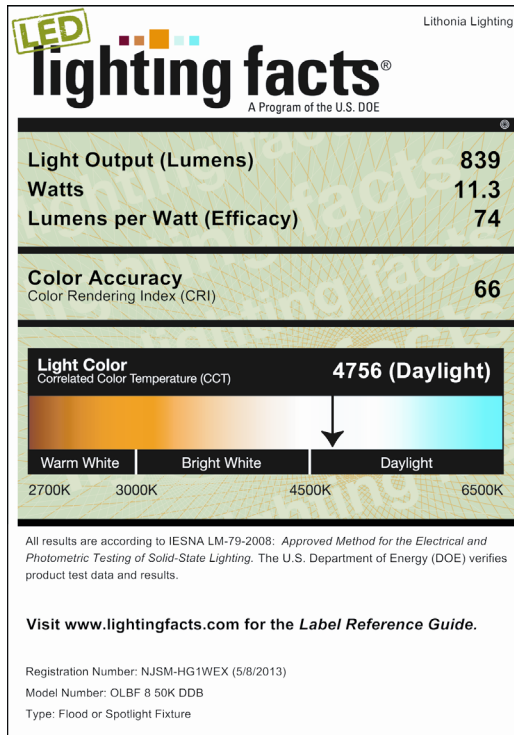 Lithonia Lighting
LED
lighting facts®
A Program of the U.S. DOE
Light Output (Lumens) 839
Watts 11.3
Lumens per Watt (Efficacy) 74
Color Accuracy
Color Rendering Index (CRI) 66
Light Color
Correlated Color Temperature (CCT) 4756 (Daylight)
Warm White Bright White Daylight
2700K 3000K 4500K 6500K
All results are according to IESNA LM-79-2008: Approved Method for the Electrical and
Photometric Testing of Solid-State Lighting. The U.S. Department of Energy (DOE) verifies
product test data and results.
Visit www.lightingfacts.com for the Label Reference Guide.
Registration Number: NJSM-HG1WEX (5/8/2013)
Model Number: OLBF 8 50K DDB
Type: Flood or Spotlight Fixture